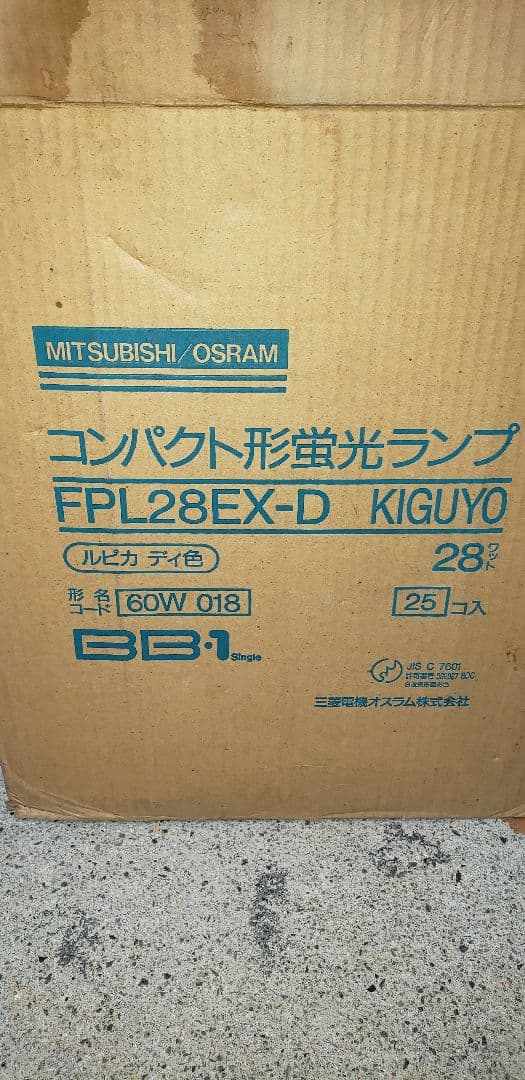 MITSUBISHI/OSRAM
コンパクト形蛍光ランプ
FPL28EX-D KIGUYO
ルピカ ディ色 28ワット
形名コード 60W 018 25コ入
BB·1 Single
JIS C 7601
三菱電機オスラム株式会社